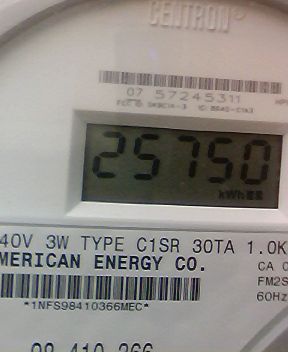 CENTRON
07 57245311
25750
kWh
40V 3W TYPE C1SR 30TA 1.0K
MERICAN ENERGY CO.
CA 0
FM2S
60Hz
*1NFS98410366MEC*
98 410 366